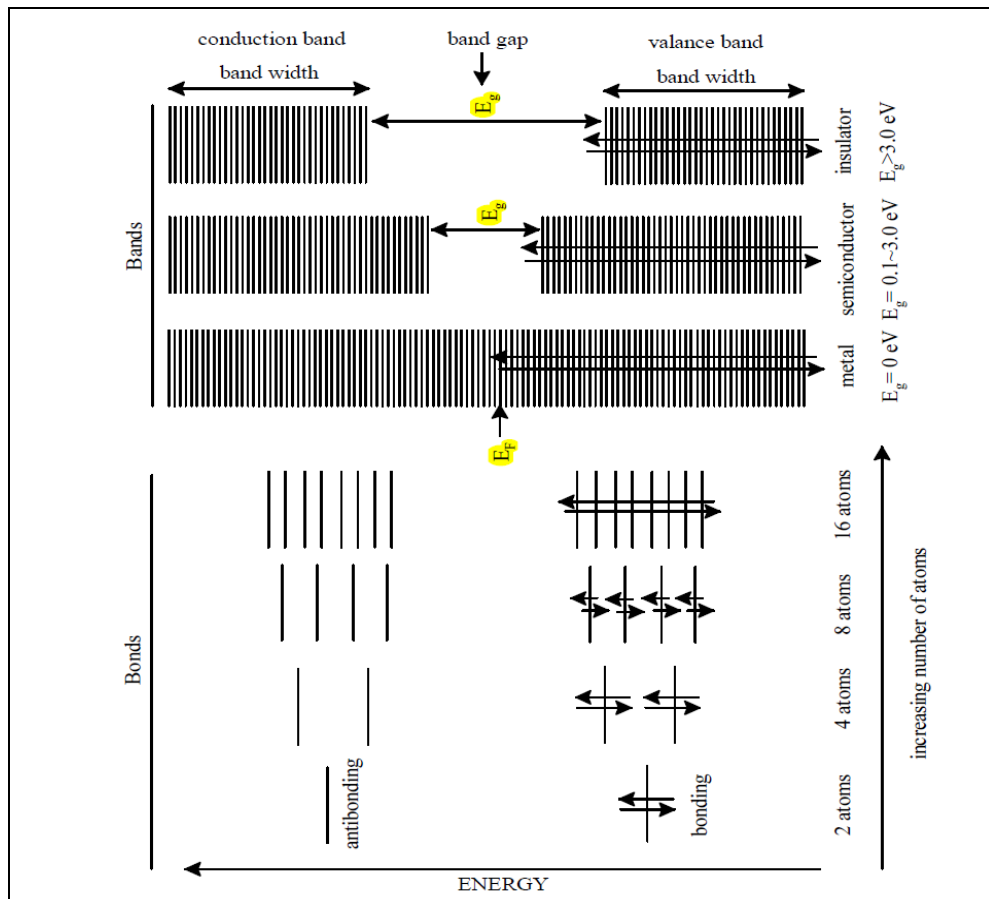 conduction band
band gap
valance band
band width
band width
Eg
insulator
Eg>3.0 eV
Bands
Eg
semiconductor
Eg= 0.1~3.0 eV
metal
Eg= 0 eV
EF
Bonds
16 atoms
8 atoms
4 atoms
2 atoms
increasing number of atoms
antibonding
bonding
ENERGY